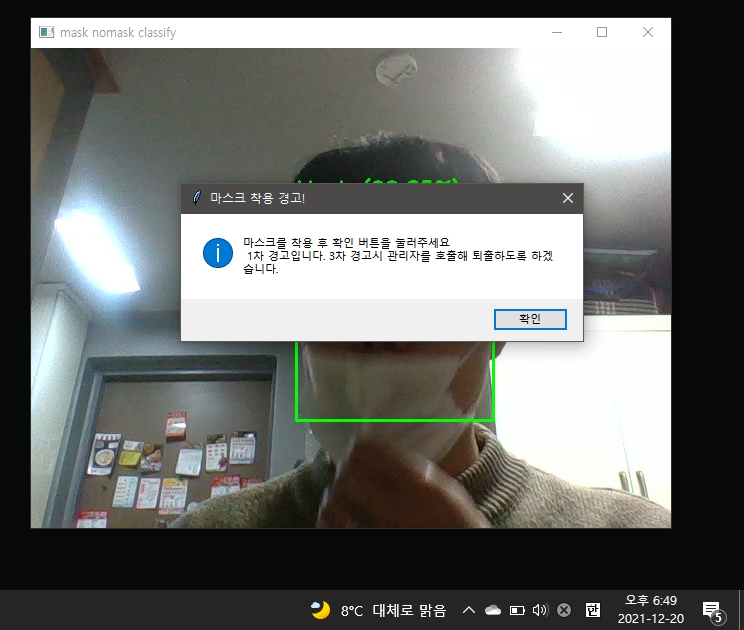 mask nomask classify
마스크 착용 경고!
마스크를 착용 후 확인 버튼을 눌러주세요
1차 경고입니다. 3차 경고시 관리자를 호출해 퇴출하도록 하겠
습니다.
확인
8°C 대체로 맑음
한
오후 6:49
2021-12-20
5